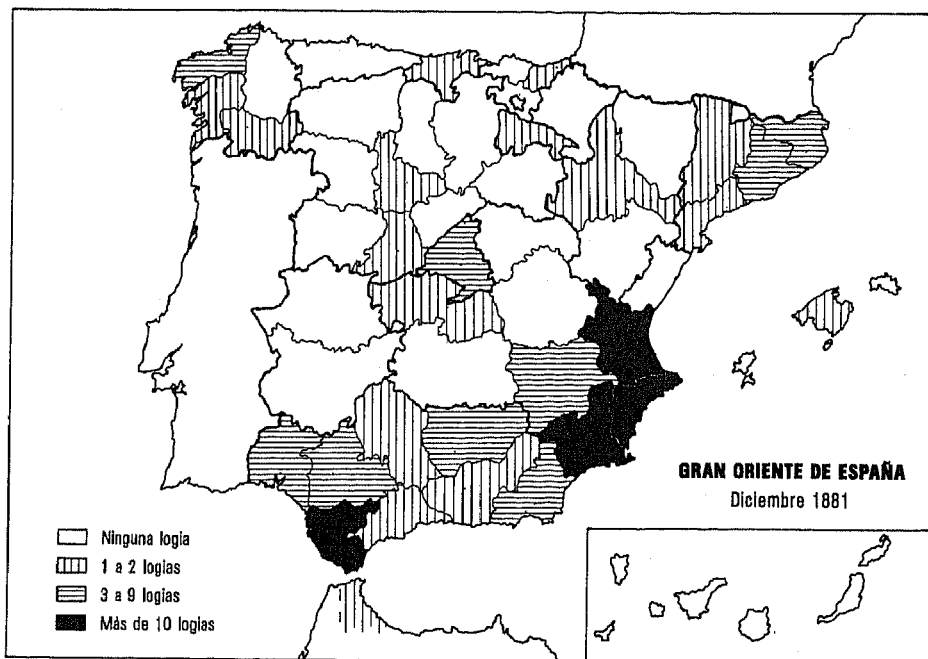 GRAN ORIENTE DE ESPAÑA
Diciembre 1881
Ninguna logia
1 a 2 logias
3 a 9 logias
Más de 10 logias